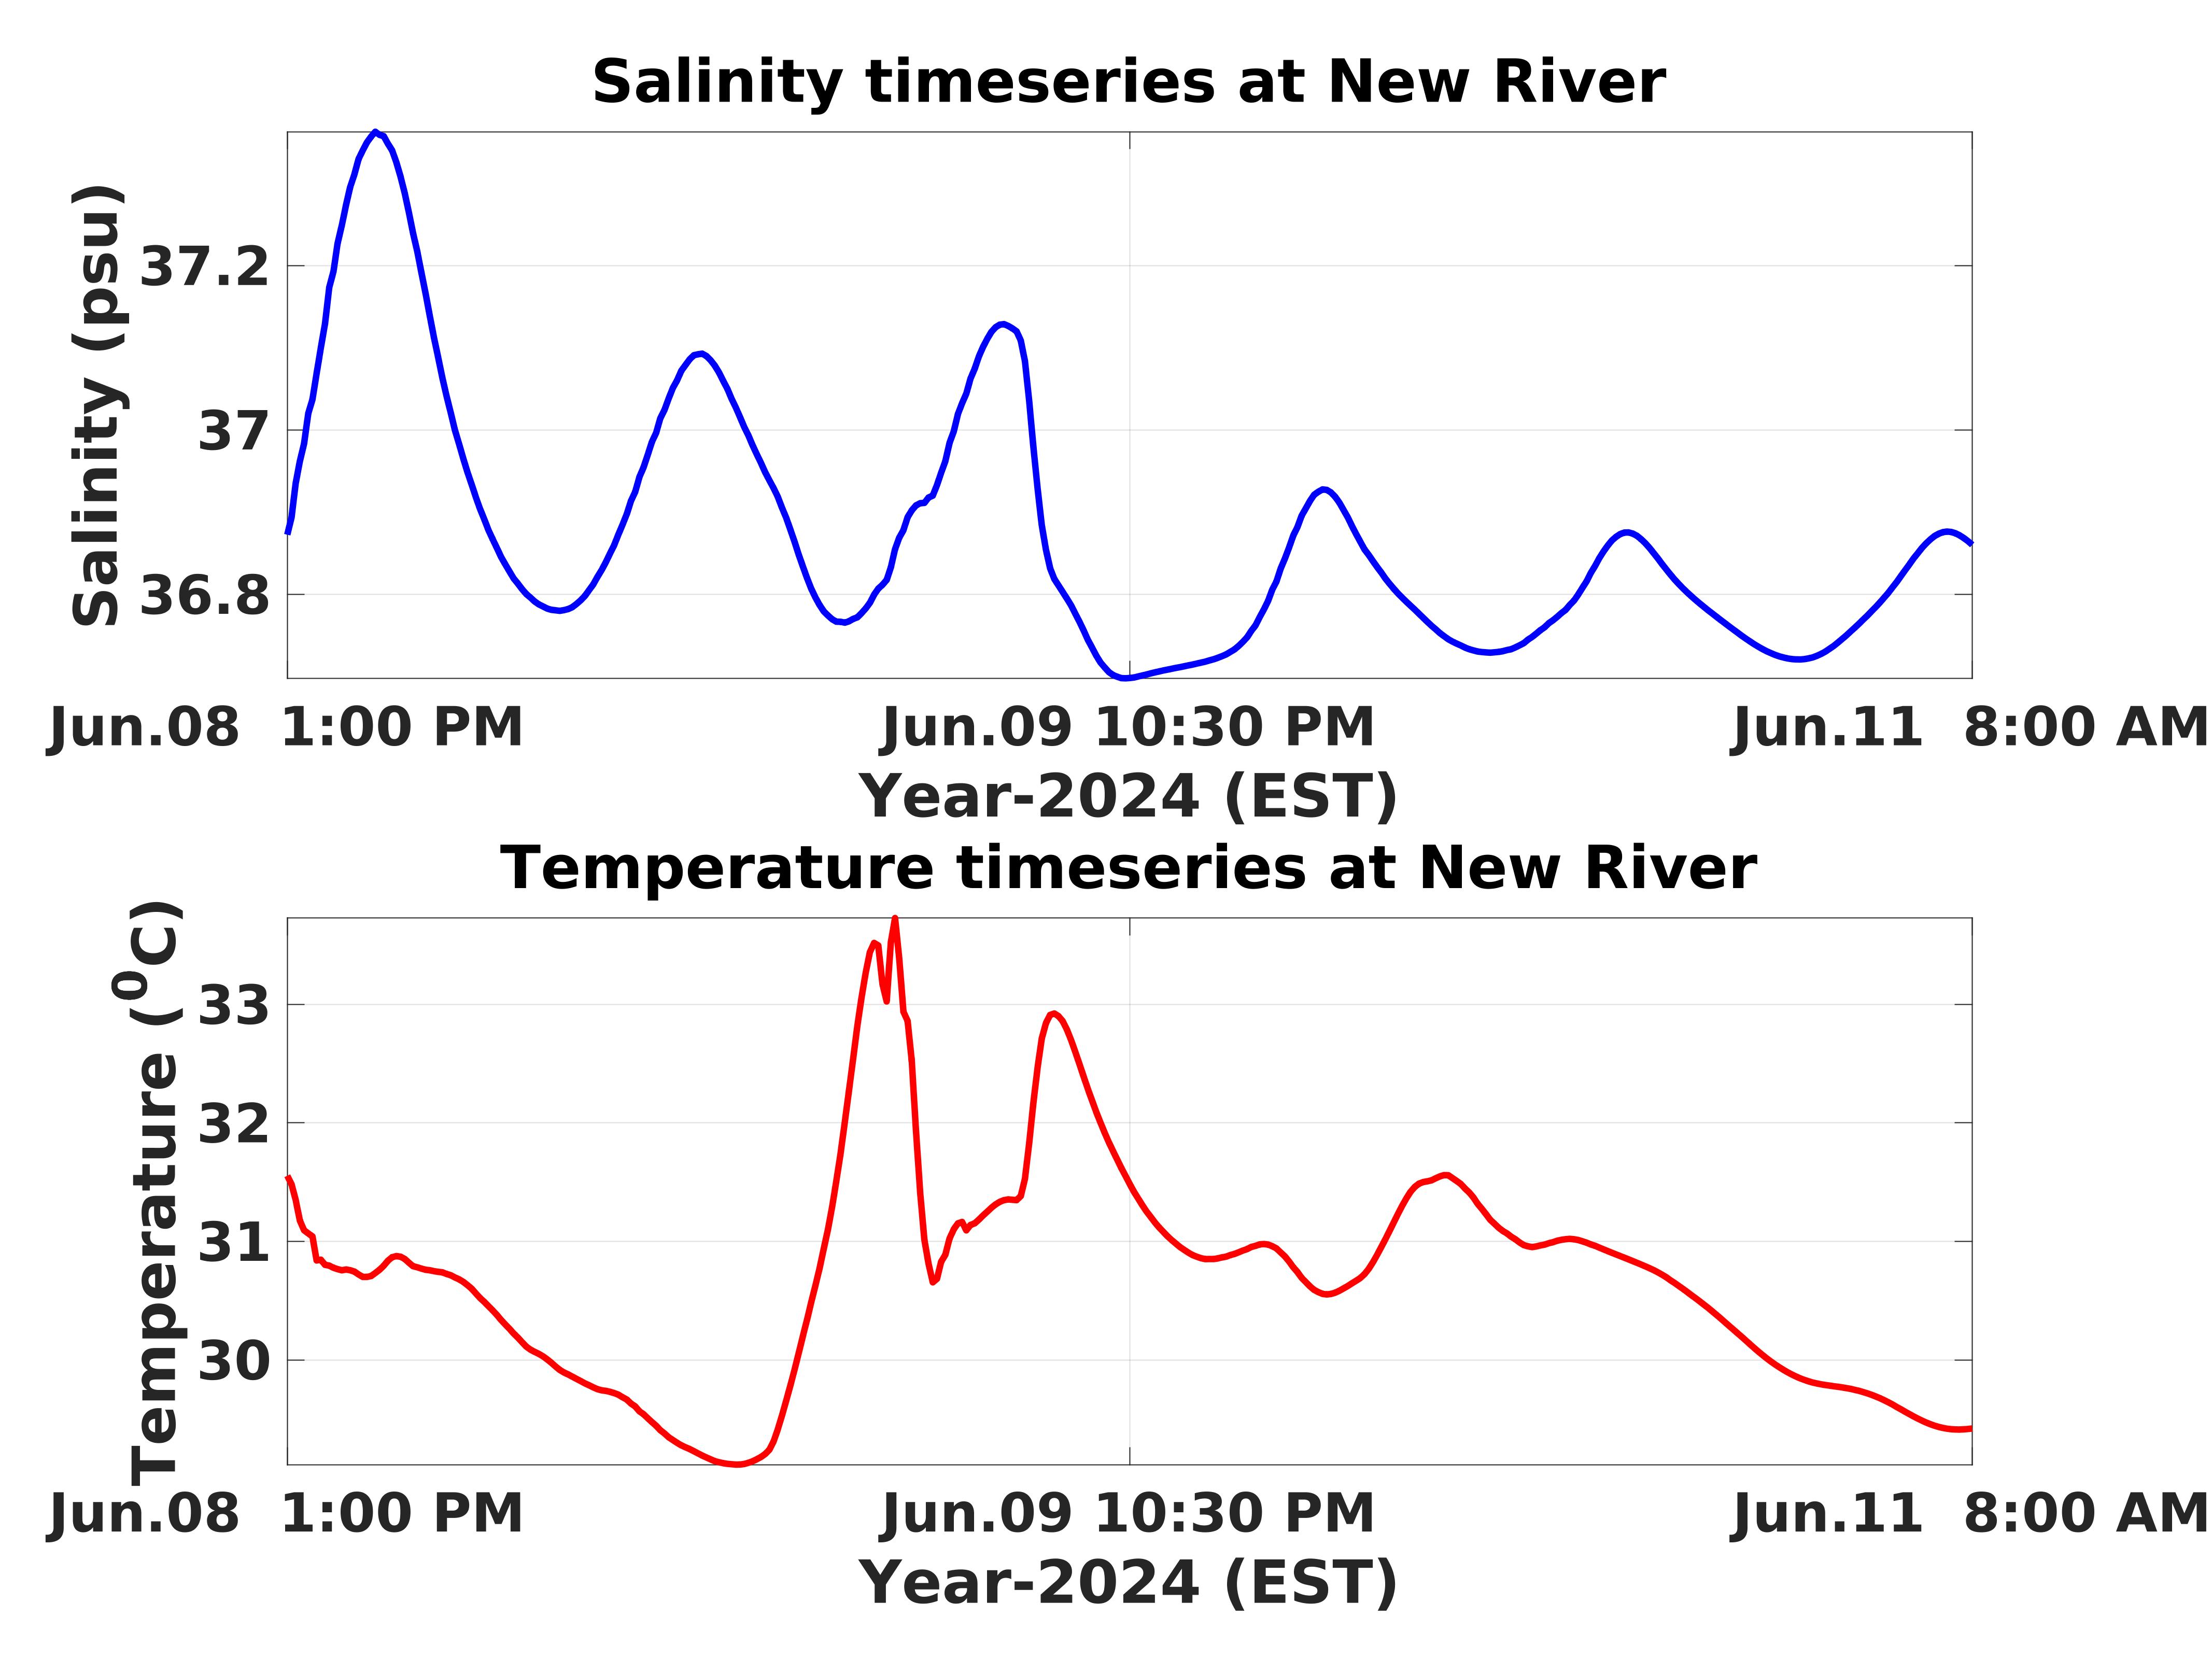 Salinity timeseries at New River
Salinity (psu)
37.2
37
36.8
Jun.08  1:00 PM
Jun.09 10:30 PM
Jun.11  8:00 AM
Year-2024 (EST)
Temperature timeseries at New River
Temperature (⁰C)
33
32
31
30
Jun.08  1:00 PM
Jun.09 10:30 PM
Jun.11  8:00 AM
Year-2024 (EST)